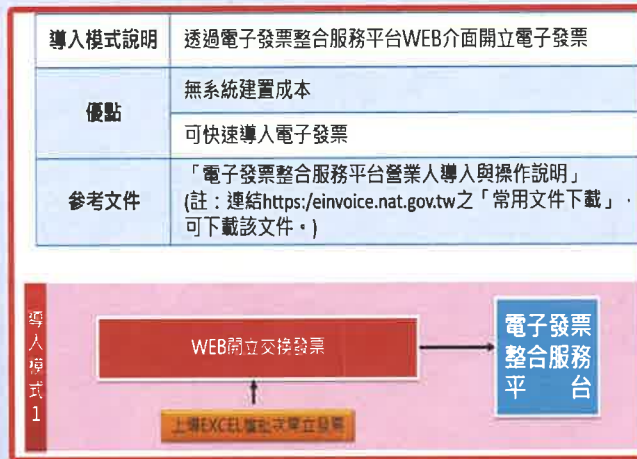 導入模式說明
透過電子發票整合服務平台WEB介面開立電子發票
優點
無系統建置成本
可快速導入電子發票
參考文件
「電子發票整合服務平台營業人導入與操作說明」
(註：連結https:/einvoice.nat.gov.tw之「常用文件下載」，
可下載該文件。)
導入模式1
WEB開立交換發票
電子發票
整合服務
平 台
上傳EXCEL檔批次開立發票